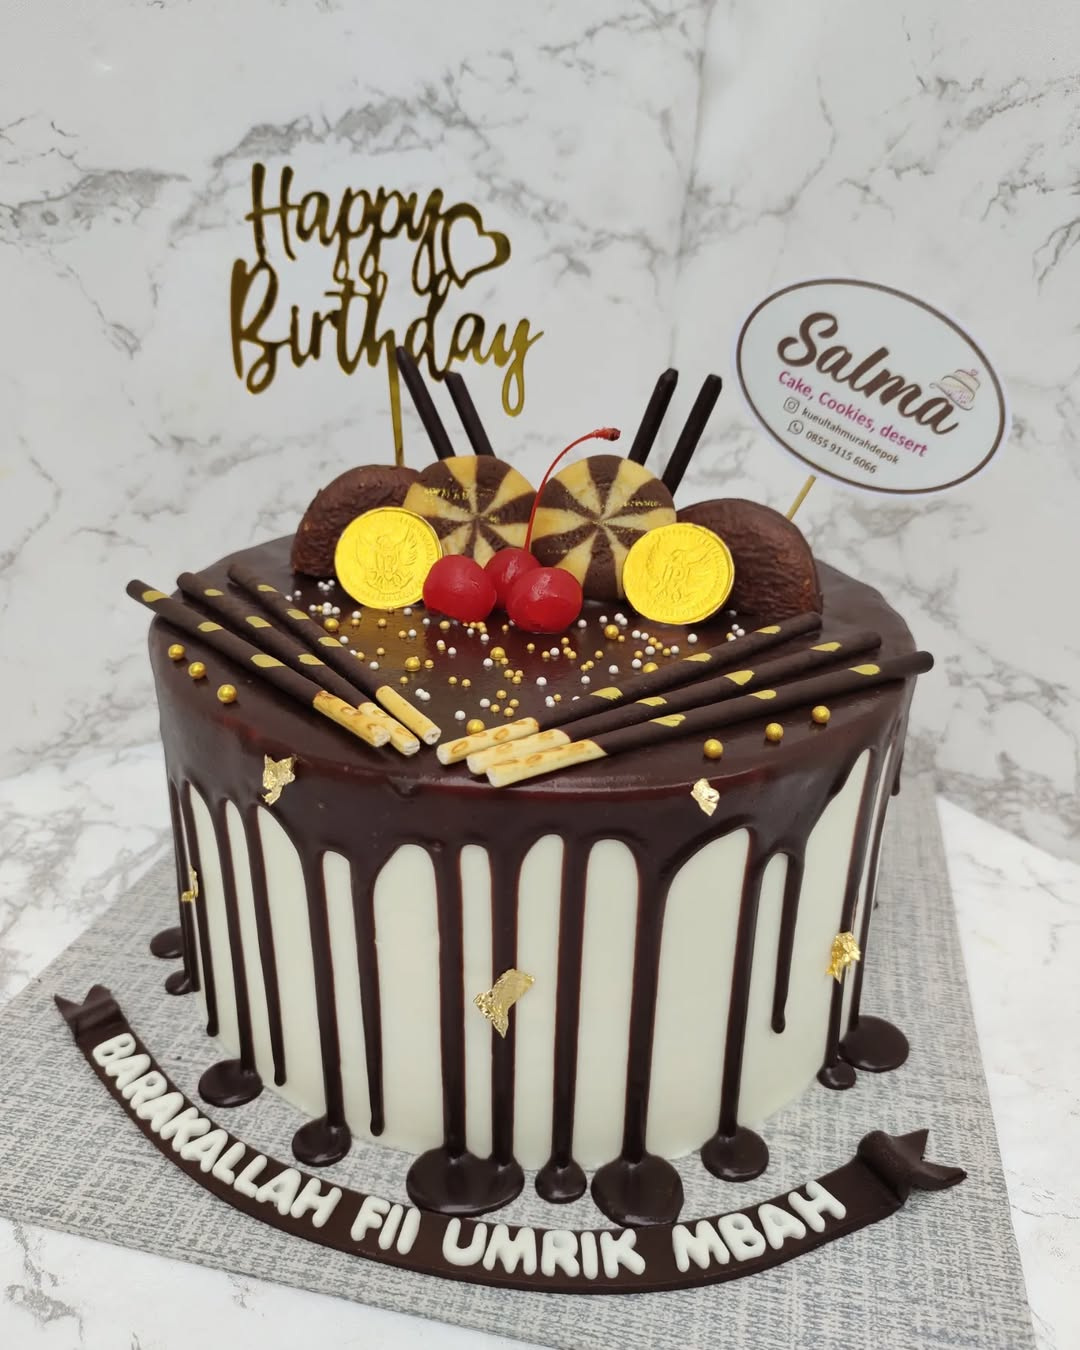 Happy
Birthday
Salma
Cake, Cookies, desert
kueultahmurahdepok
0855 9115 6066
BARAKALLAH FII UMRIK MBAH